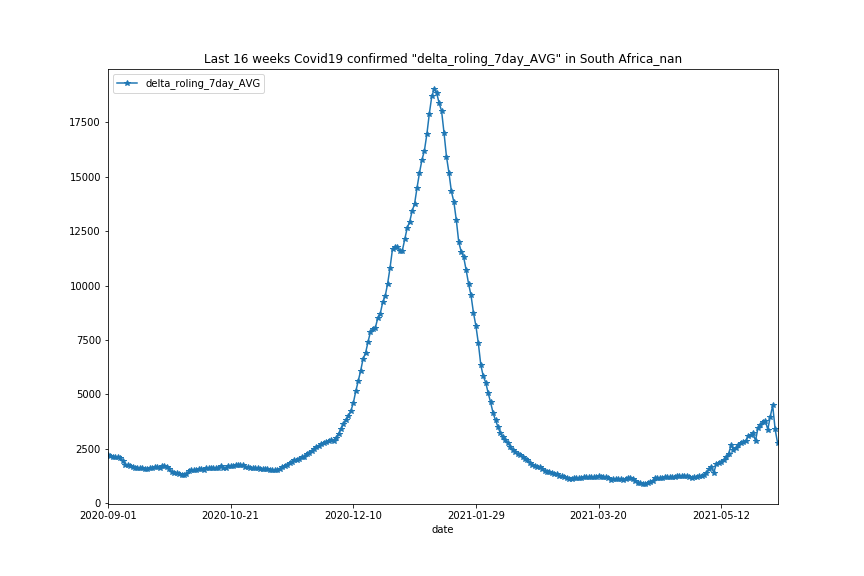 Last 16 weeks Covid19 confirmed "delta_roling_7day_AVG" in South Africa_nan
delta_roling_7day_AVG
17500
15000
12500
10000
7500
5000
2500
0
2020-09-01 2020-10-21 2020-12-10 2021-01-29 2021-03-20 2021-05-12
date